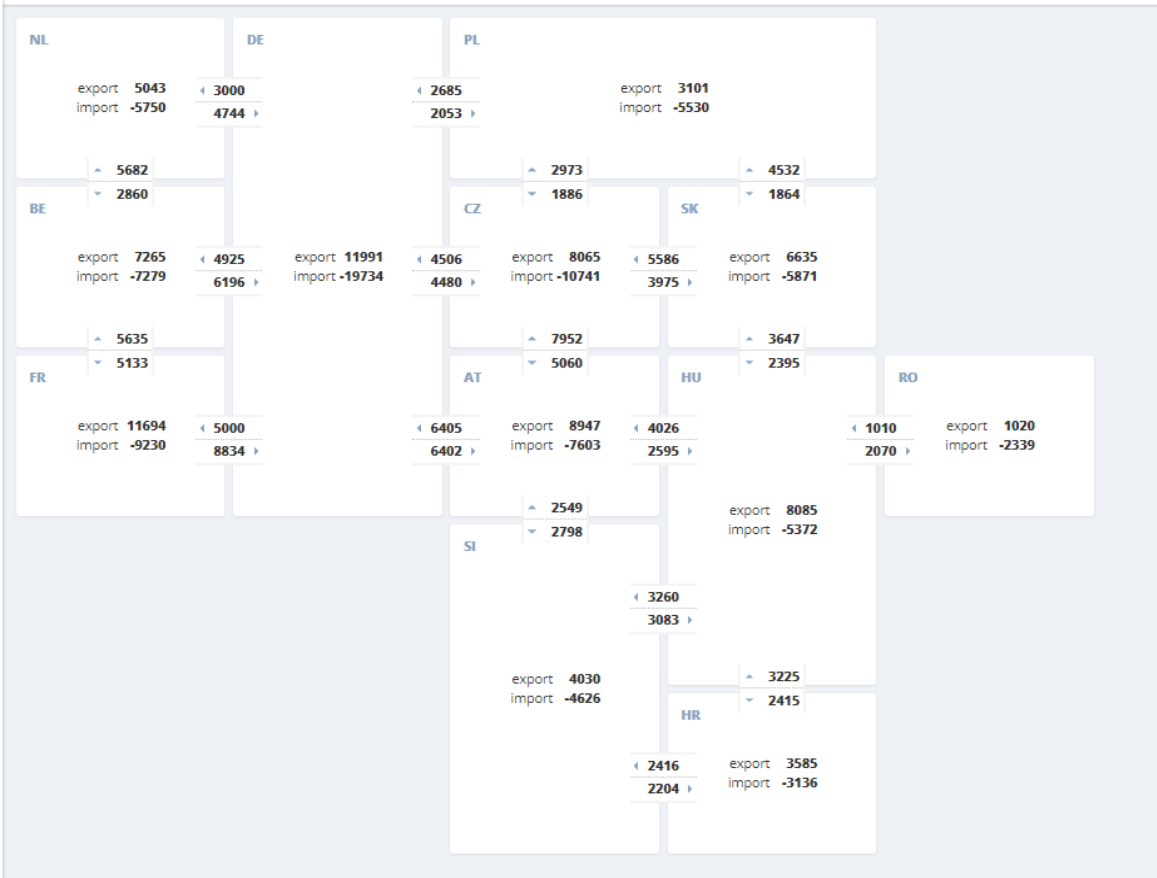 NL
DE
PL
export 5043
import -5750
3000
4744
2685
2053
export 3101
import -5530
5682
2860
2973
1886
4532
1864
BE
CZ
SK
export 7265
import -7279
4925
6196
export 11991
import -19734
4506
4480
export 8065
import -10741
5586
3975
export 6635
import -5871
5635
5133
7952
5060
3647
2395
FR
AT
HU
RO
export 11694
import -9230
5000
8834
6405
6402
export 8947
import -7603
4026
2595
1010
2070
export 1020
import -2339
2549
2798
export 8085
import -5372
SI
3260
3083
export 4030
import -4626
3225
2415
HR
2416
2204
export 3585
import -3136